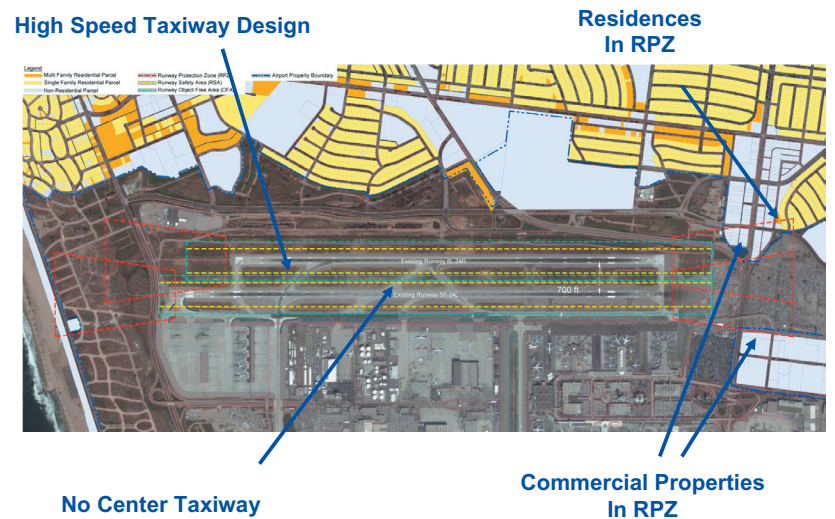 High Speed Taxiway Design
Residences
In RPZ
Legend
Multi Family Residential Parcel
Single Family Residential Parcel
Non-Residential Parcel
Runway Protection Zone (RPZ)
Runway Safety Area (RSA)
Runway Object Free Area (OFA)
Airport Property Boundary
Existing Runway 6L-24R
700 ft.
Existing Runway 6R-24L
No Center Taxiway
Commercial Properties
In RPZ